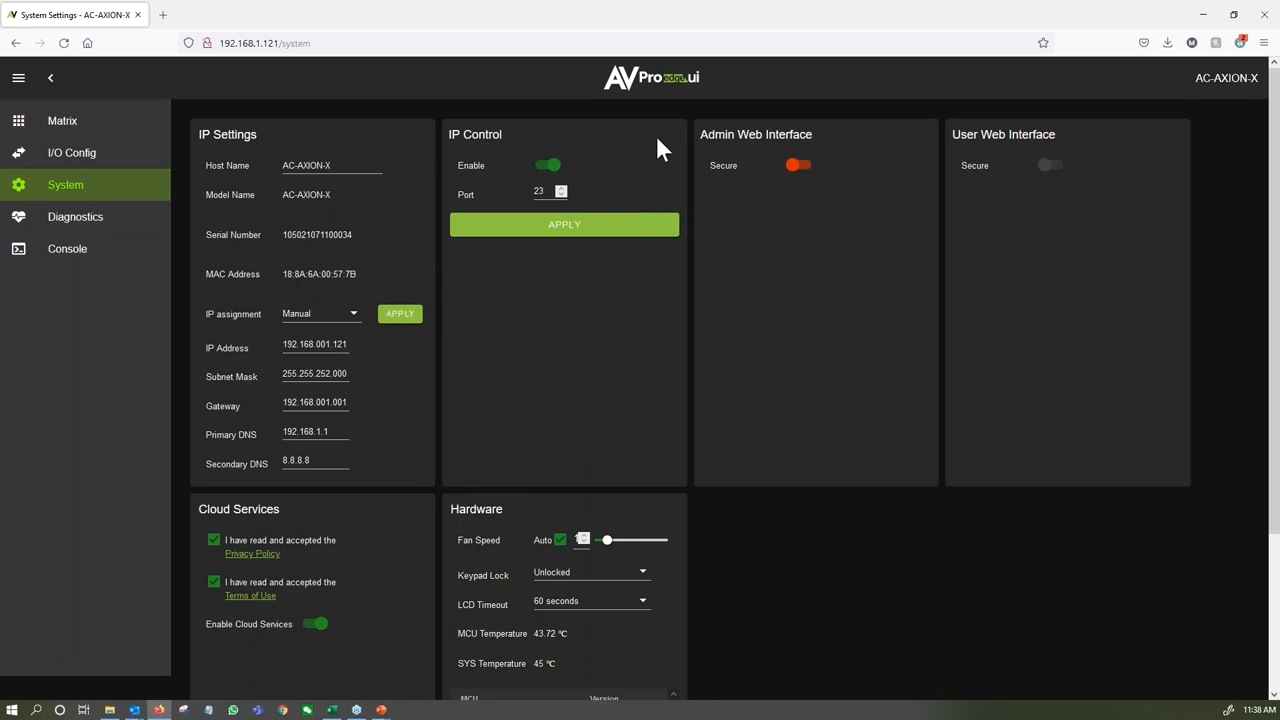 System Settings - AC-AXION-X
192.168.1.121/system
2
AVPro edge.ui
AC-AXION-X
Matrix
I/O Config
System
Diagnostics
Console
IP Settings
Host Name AC-AXION-X
Model Name AC-AXION-X
Serial Number 105021071100034
MAC Address 18:8A:6A:00:57:7B
IP assignment Manual APPLY
IP Address 192.168.001.121
Subnet Mask 255.255.252.000
Gateway 192.168.001.001
Primary DNS 192.168.1.1
Secondary DNS 8.8.8.8
IP Control
Enable
Port 23
APPLY
Admin Web Interface
Secure
User Web Interface
Secure
Cloud Services
I have read and accepted the
Privacy Policy
I have read and accepted the
Terms of Use
Enable Cloud Services
Hardware
Fan Speed Auto
Keypad Lock Unlocked
LCD Timeout 60 seconds
MCU Temperature 43.72 ℃
SYS Temperature 45 ℃
MCU Version
11:38 AM